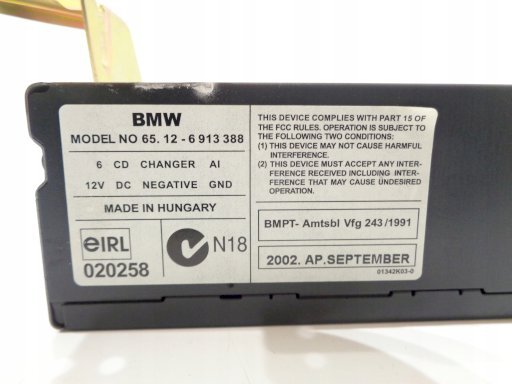 BMW
MODEL NO 65. 12 - 6 913 388
6 CD CHANGER AI
12V DC NEGATIVE GND
MADE IN HUNGARY
eIRL
020258
N18
THIS DEVICE COMPLIES WITH PART 15 OF
THE FCC RULES. OPERATION IS SUBJECT TO
THE FOLLOWING TWO CONDITIONS:
(1) THIS DEVICE MAY NOT CAUSE HARMFUL
INTERFERENCE.
(2) THIS DEVICE MUST ACCEPT ANY INTER-
FERENCE RECEIVED INCLUDING INTER-
FERENCE THAT MAY CAUSE UNDESIRED
OPERATION.
BMPT- Amtsbl Vfg 243 /1991
2002. AP.SEPTEMBER
01342K03-0